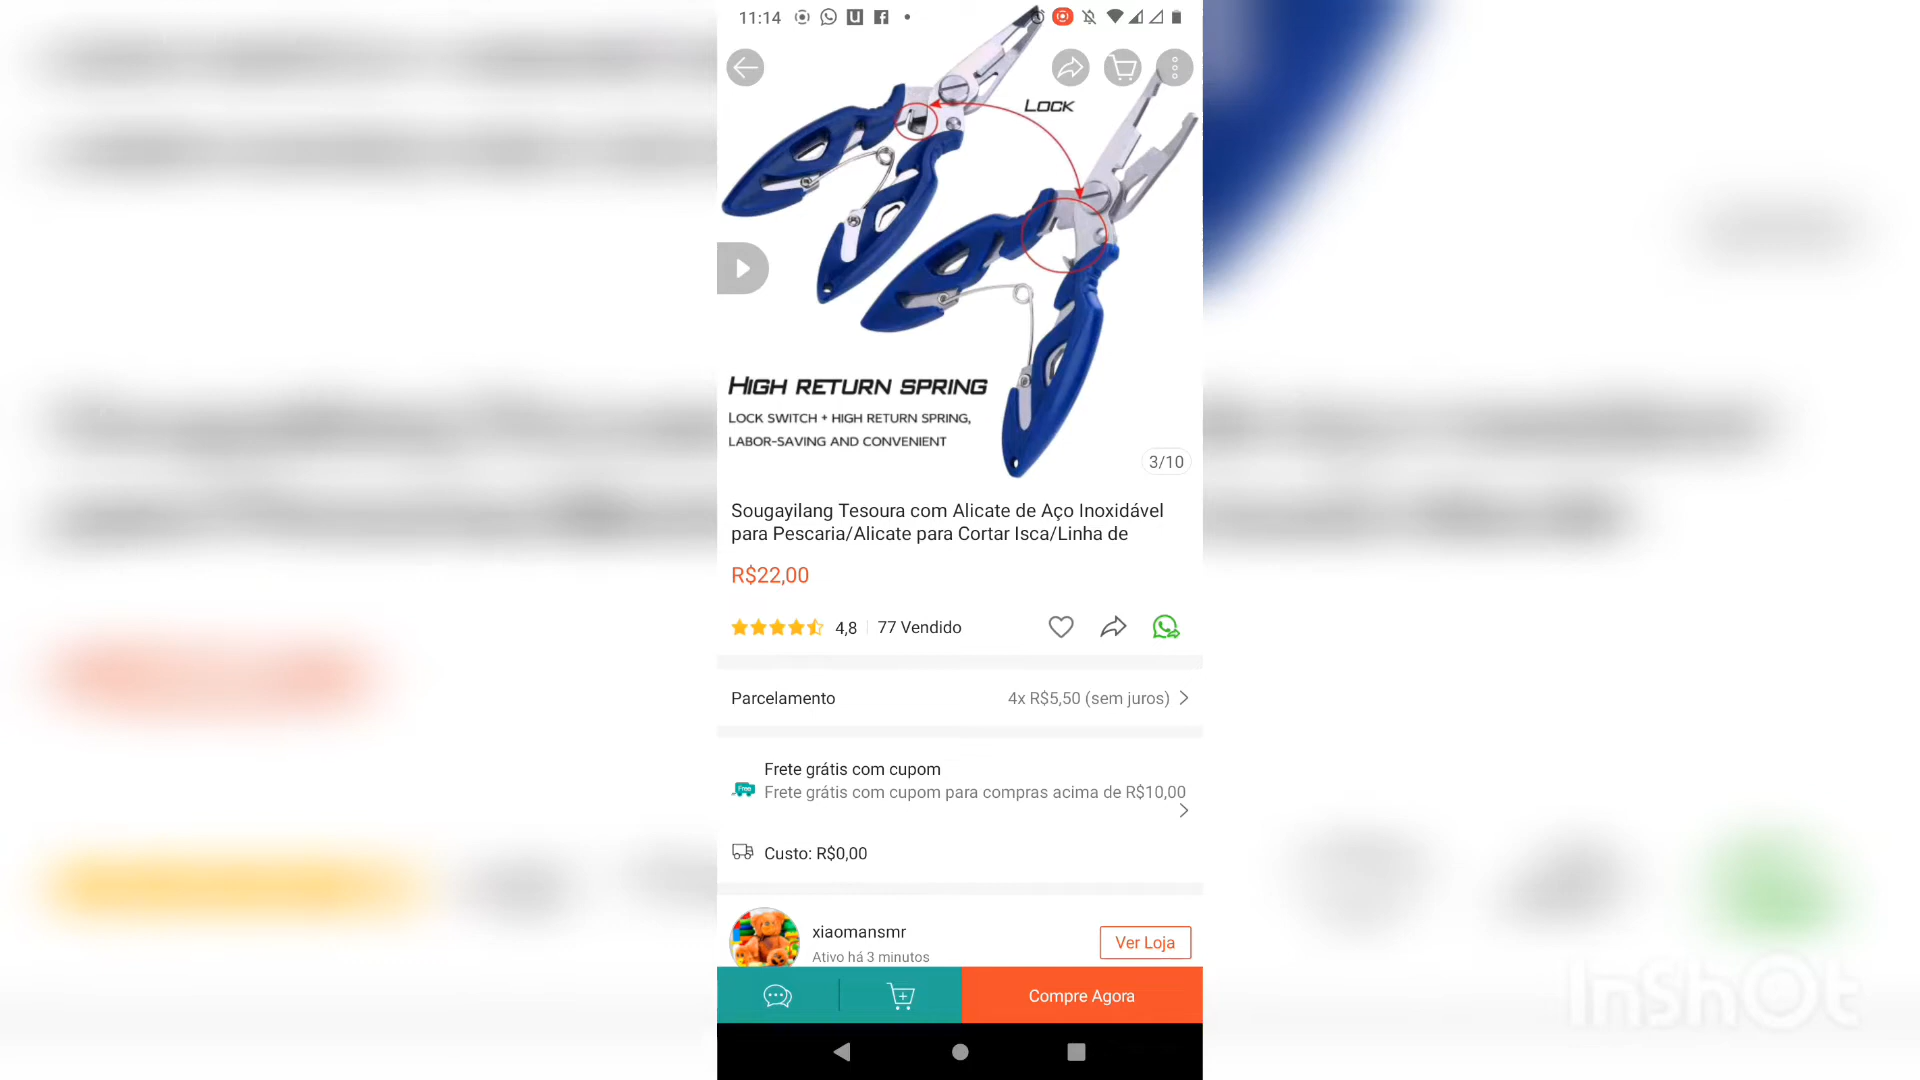 11:14
LOCK
HIGH RETURN SPRING
LOCK SWITCH + HIGH RETURN SPRING,
LABOR-SAVING AND CONVENIENT
3/10
Sougayilang Tesoura com Alicate de Aço Inoxidável
para Pescaria/Alicate para Cortar Isca/Linha de
R$22,00
4,8 77 Vendido
Parcelamento 4x R$5,50 (sem juros)
Frete grátis com cupom
Free
Frete grátis com cupom para compras acima de R$10,00
Custo: R$0,00
xiaomansmr
Ativo há 3 minutos
Ver Loja
Compre Agora
InShOt